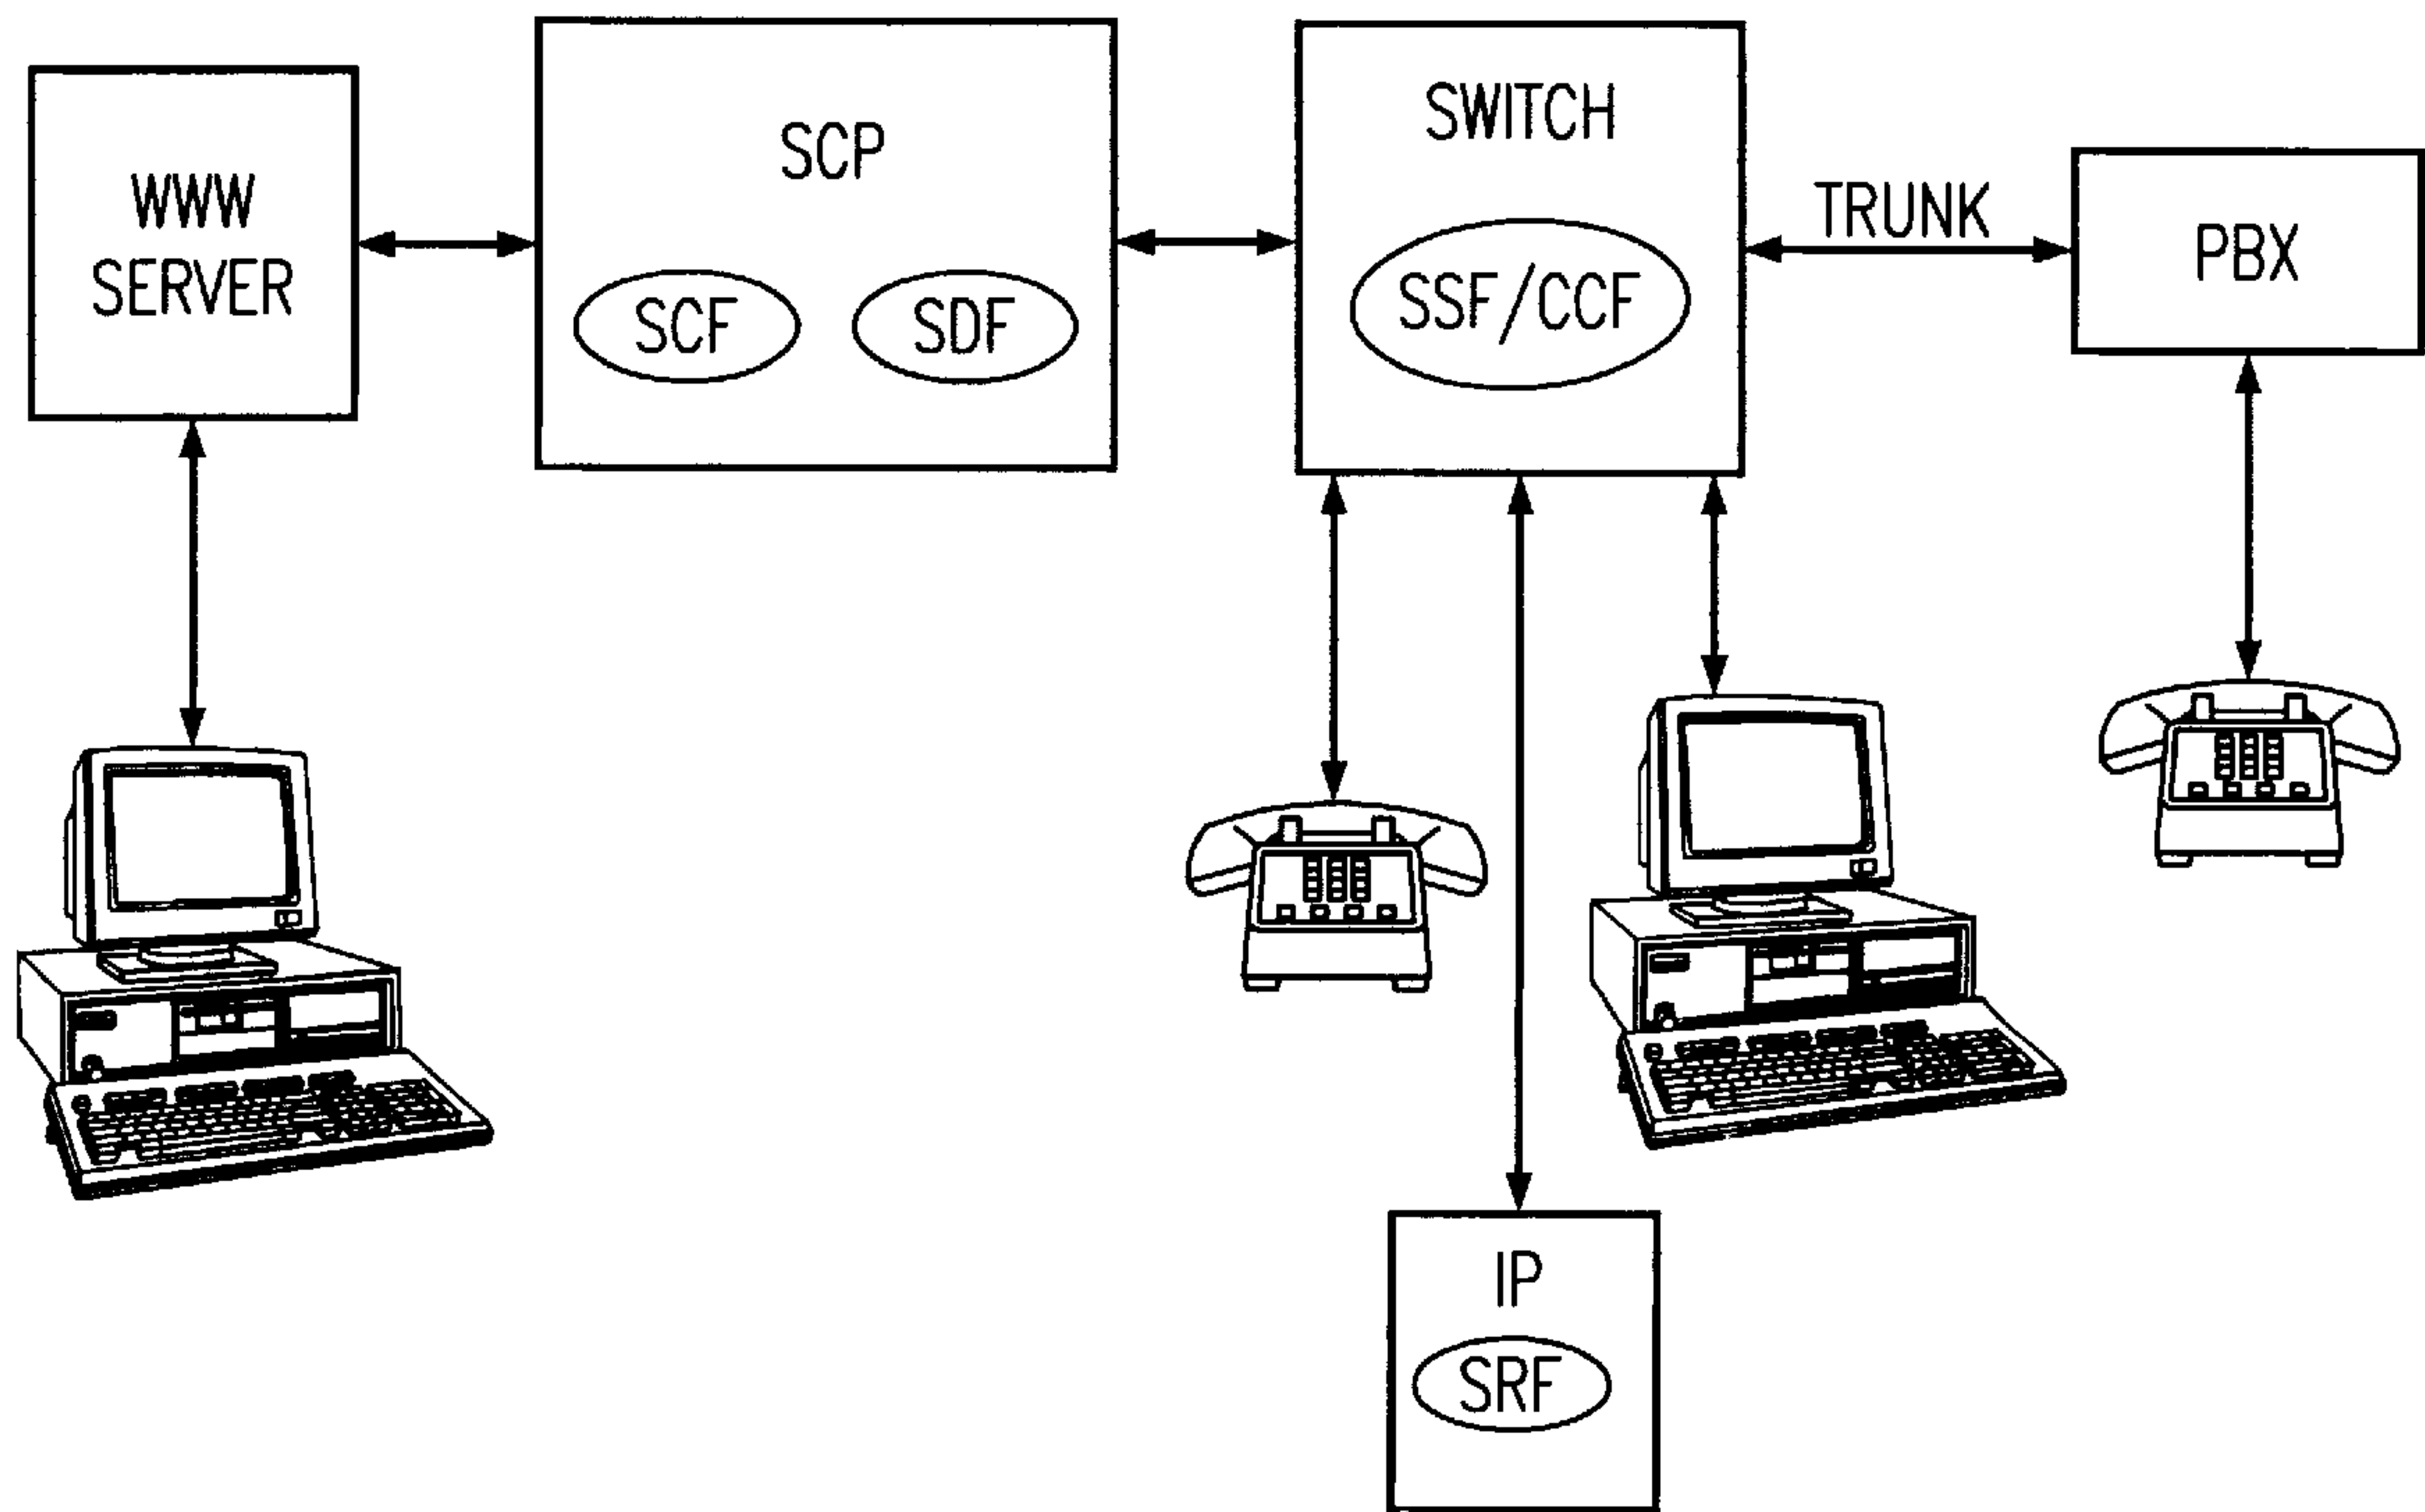 WWW
SERVER
SCP
SCF
SDF
SWITCH
SSF/CCF
TRUNK
PBX
IP
SRF